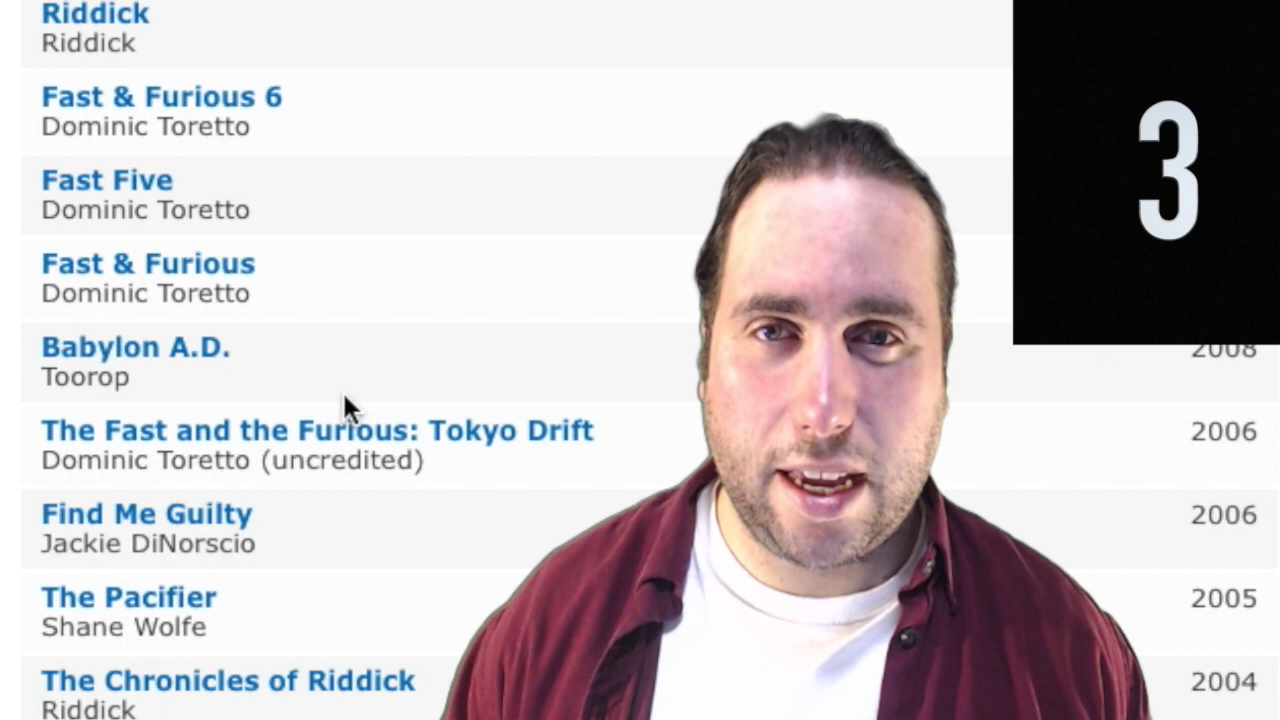 Riddick
Riddick
3
Fast & Furious 6
Dominic Toretto
Fast Five
Dominic Toretto
Fast & Furious
Dominic Toretto
Babylon A.D. 2008
Toorop
The Fast and the Furious: Tokyo Drift 2006
Dominic Toretto (uncredited)
Find Me Guilty 2006
Jackie DiNorscio
The Pacifier 2005
Shane Wolfe
The Chronicles of Riddick 2004
Riddick